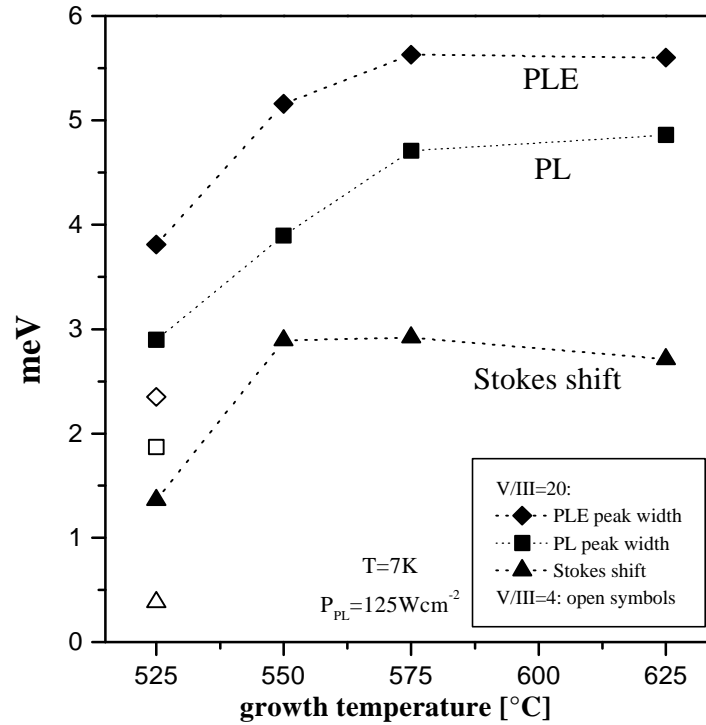 6
5
4
3
2
1
0
meV
PLE
PL
Stokes shift
V/III=20:
PLE peak width
PL peak width
Stokes shift
V/III=4: open symbols
T=7K
P_PL=125Wcm^-2
525 550 575 600 625
growth temperature [°C]